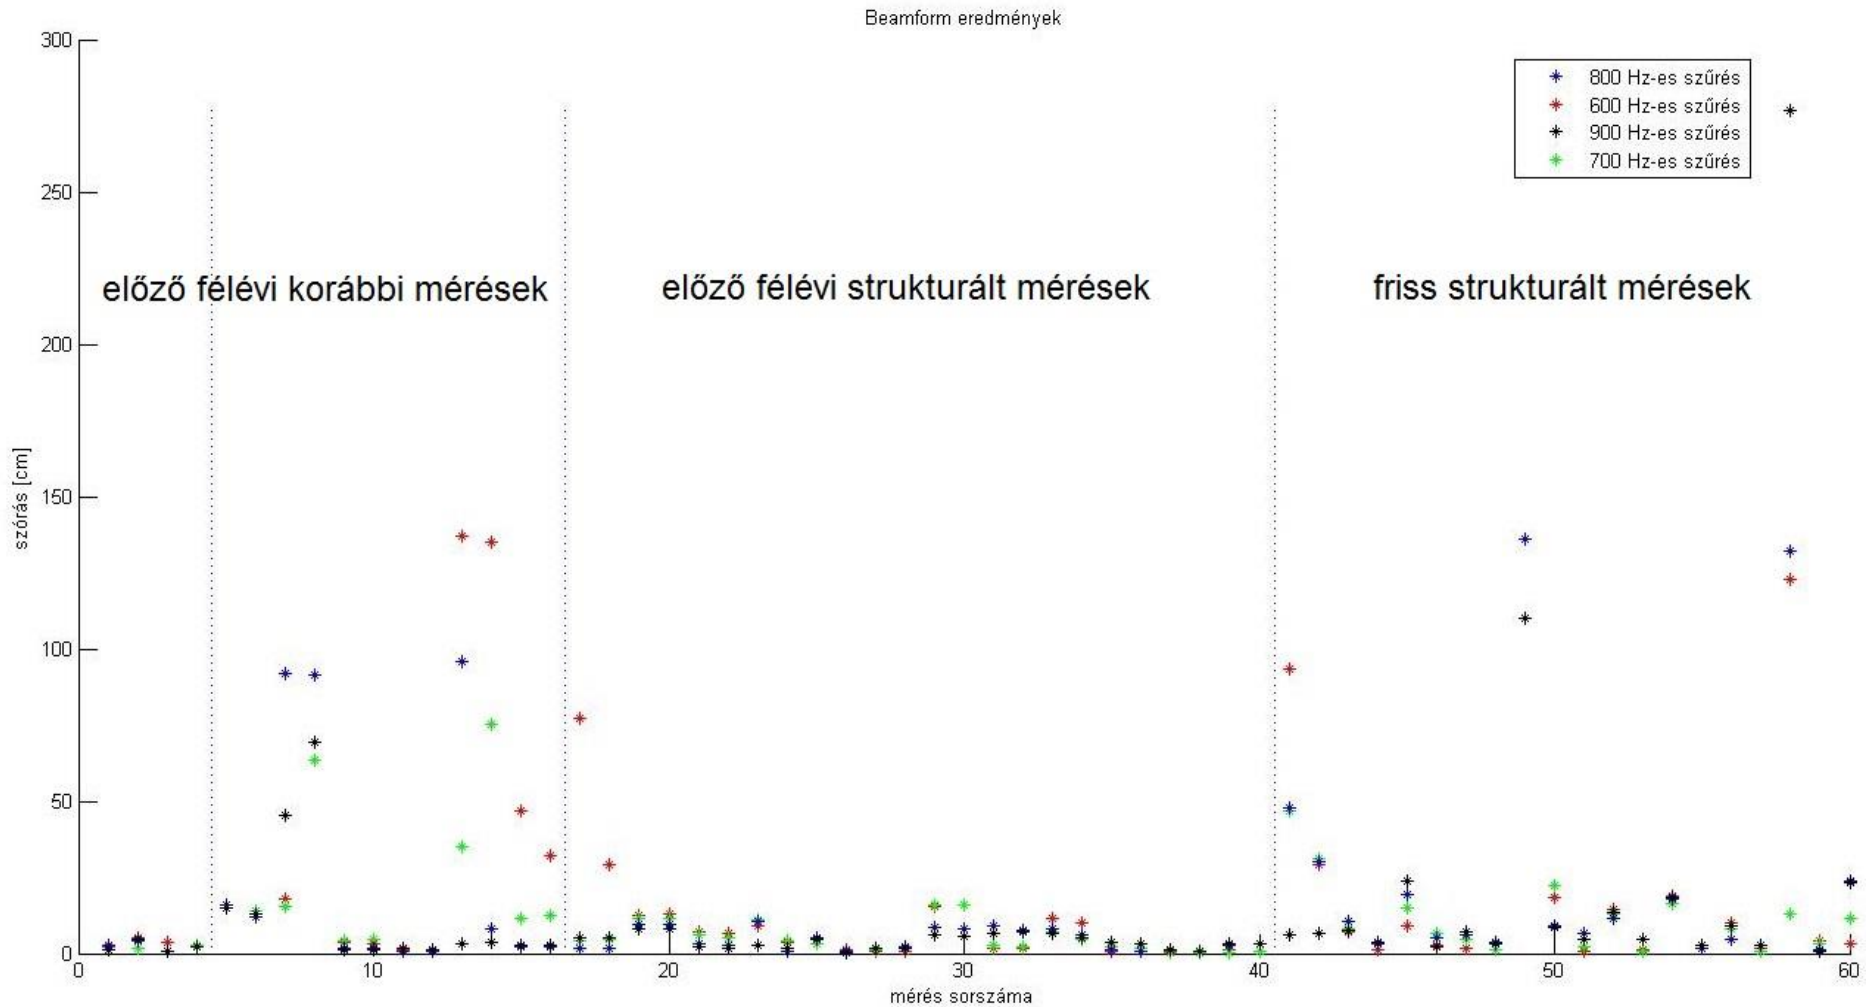 Beamform eredmények
300
800 Hz-es szűrés
600 Hz-es szűrés
900 Hz-es szűrés
700 Hz-es szűrés
250
előző félévi korábbi mérések
előző félévi strukturált mérések
friss strukturált mérések
200
szórás [cm]
150
100
50
0
0 10 20 30 40 50 60
mérés sorszáma